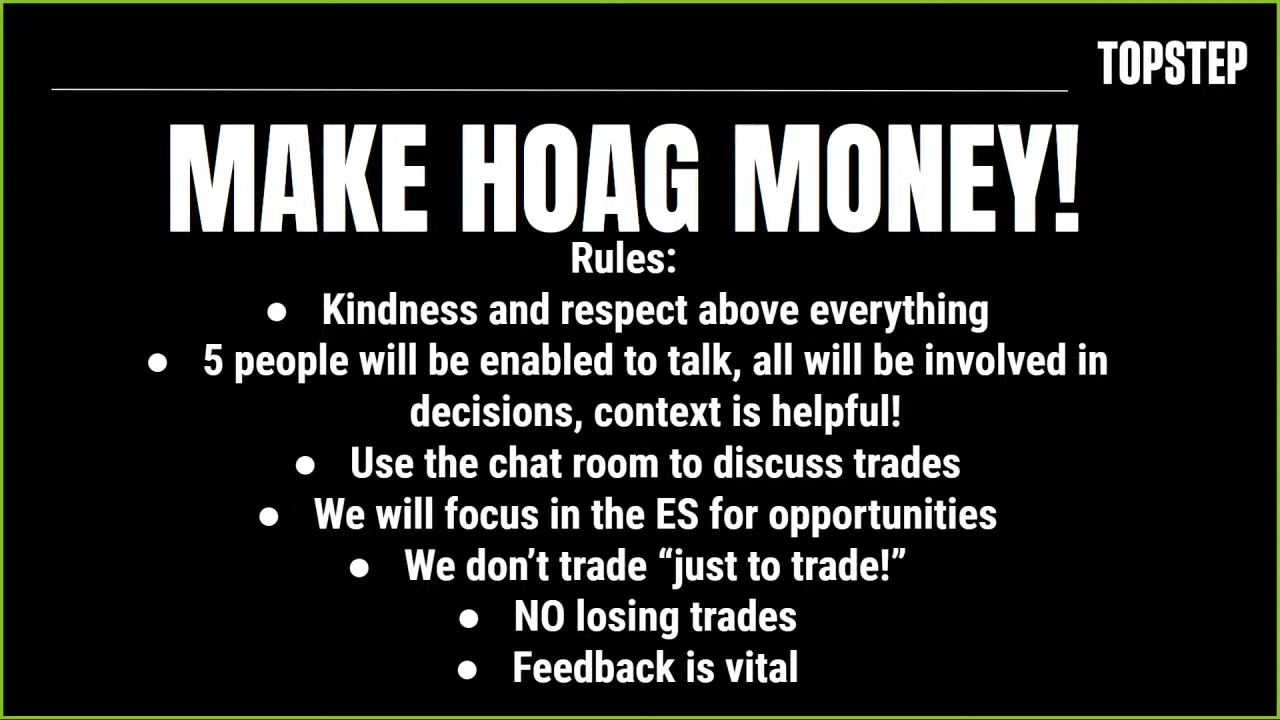 TOPSTEP
MAKE HOAG MONEY!
Rules:
● Kindness and respect above everything
● 5 people will be enabled to talk, all will be involved in
decisions, context is helpful!
● Use the chat room to discuss trades
● We will focus in the ES for opportunities
● We don’t trade “just to trade!”
● NO losing trades
● Feedback is vital